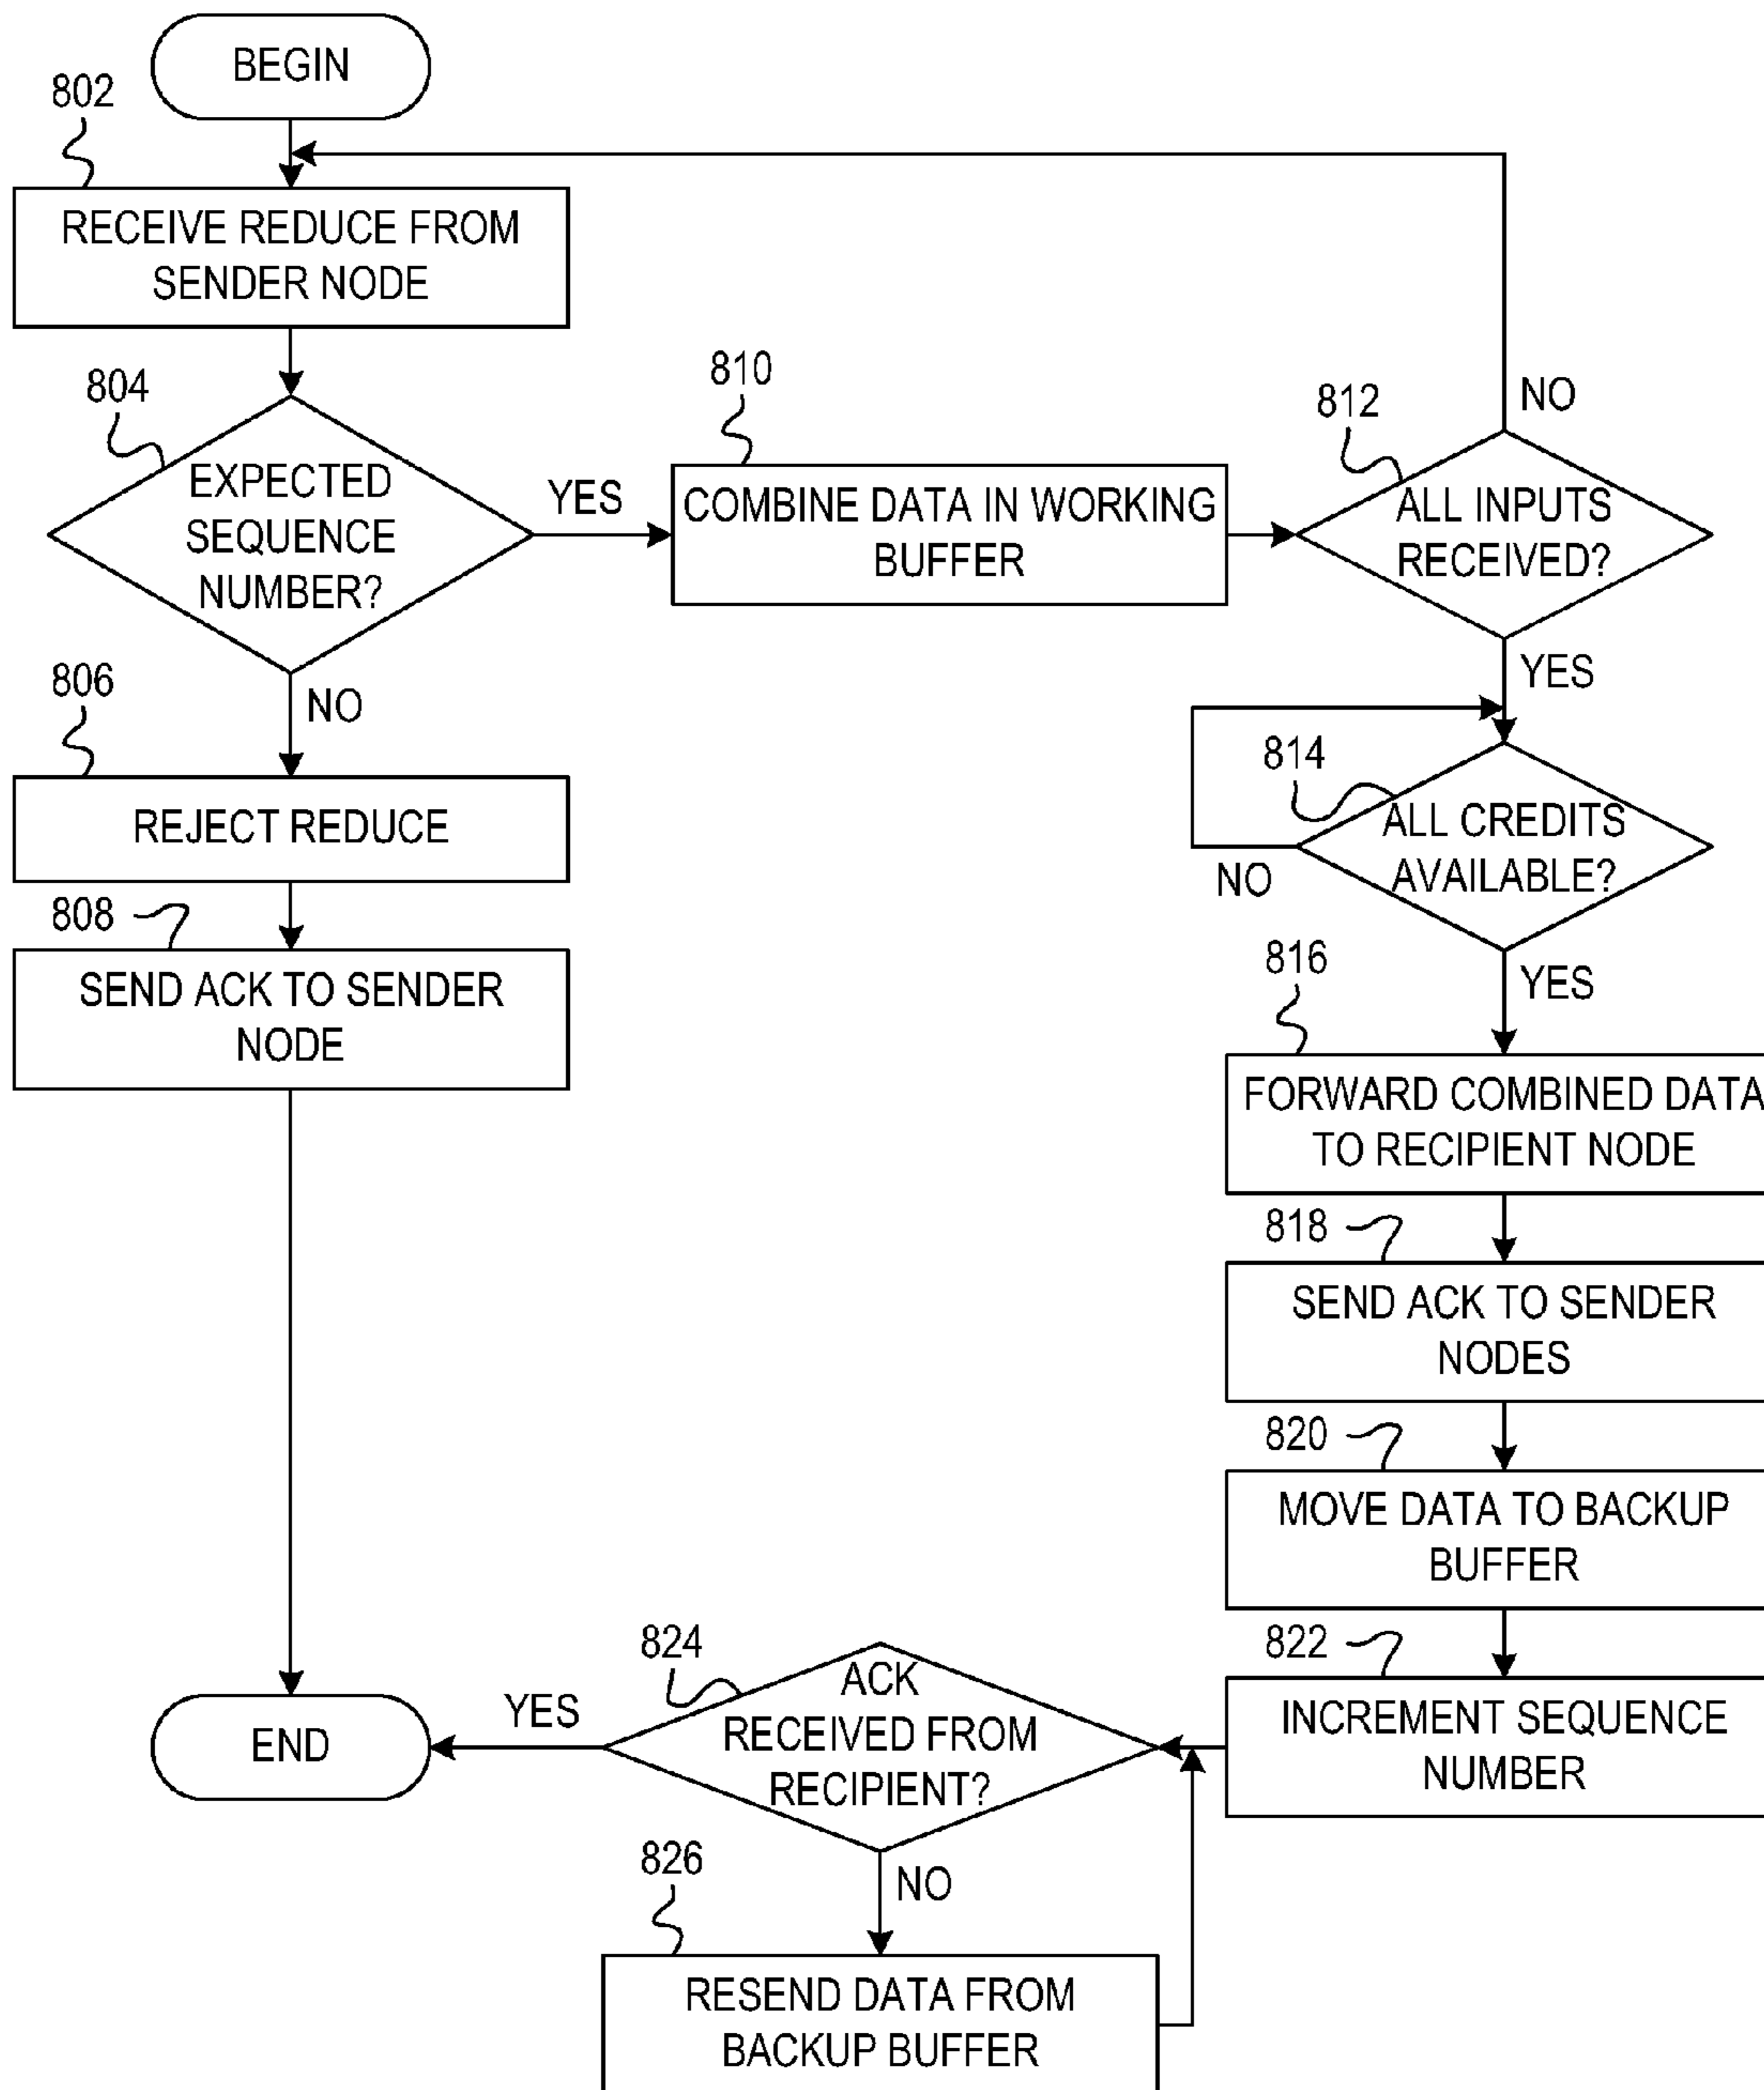 BEGIN
802
RECEIVE REDUCE FROM
SENDER NODE
804
EXPECTED
SEQUENCE
NUMBER?
YES
NO
806
REJECT REDUCE
808
SEND ACK TO SENDER
NODE
810
COMBINE DATA IN WORKING
BUFFER
812
ALL INPUTS
RECEIVED?
NO
YES
814
ALL CREDITS
AVAILABLE?
NO
YES
816
FORWARD COMBINED DATA
TO RECIPIENT NODE
818
SEND ACK TO SENDER
NODES
820
MOVE DATA TO BACKUP
BUFFER
822
INCREMENT SEQUENCE
NUMBER
824
ACK
RECEIVED FROM
RECIPIENT?
YES
END
NO
826
RESEND DATA FROM
BACKUP BUFFER